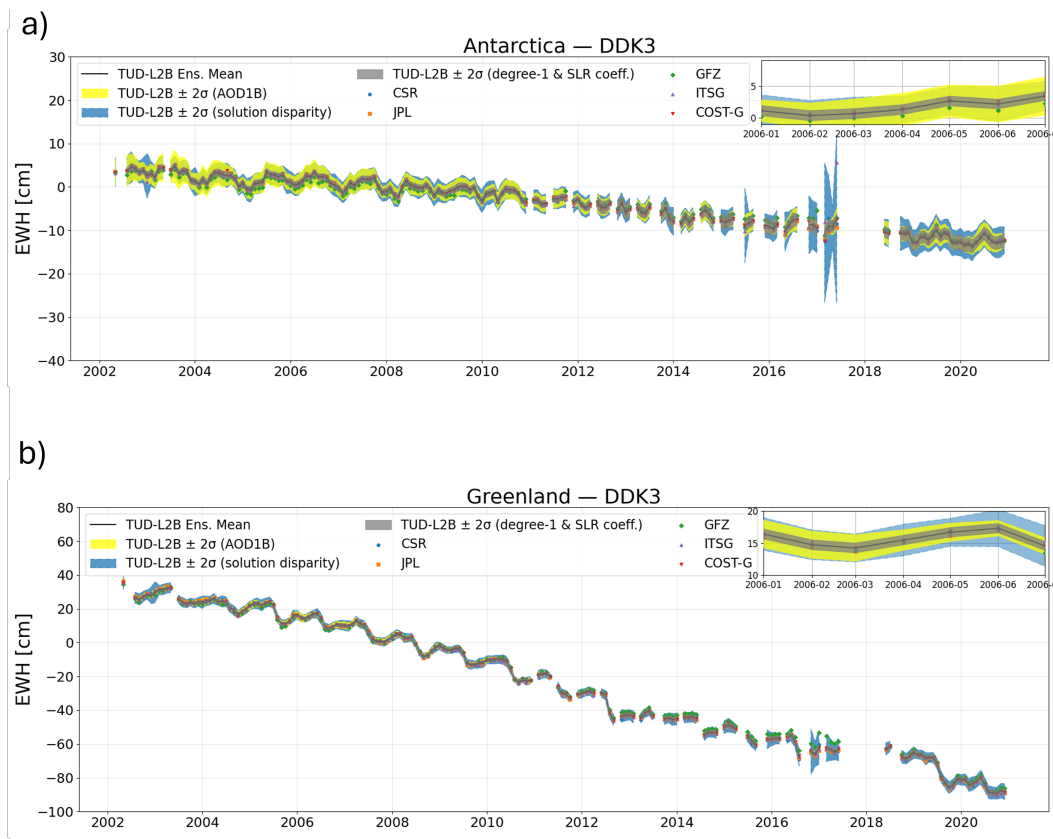 a)
Antarctica — DDK3
TUD-L2B Ens. Mean
TUD-L2B ± 2σ (AOD1B)
TUD-L2B ± 2σ (solution disparity)
TUD-L2B ± 2σ (degree-1 & SLR coeff.)
CSR
JPL
GFZ
ITSG
COST-G
5
0
2006-01 2006-02 2006-03 2006-04 2006-05 2006-06 2006-
EWH [cm]
30
20
10
0
−10
−20
−30
−40
2002 2004 2006 2008 2010 2012 2014 2016 2018 2020
b)
Greenland — DDK3
TUD-L2B Ens. Mean
TUD-L2B ± 2σ (AOD1B)
TUD-L2B ± 2σ (solution disparity)
TUD-L2B ± 2σ (degree-1 & SLR coeff.)
CSR
JPL
GFZ
ITSG
COST-G
20
15
10
2006-01 2006-02 2006-03 2006-04 2006-05 2006-06 2006-
EWH [cm]
80
60
40
20
0
−20
−40
−60
−80
−100
2002 2004 2006 2008 2010 2012 2014 2016 2018 2020